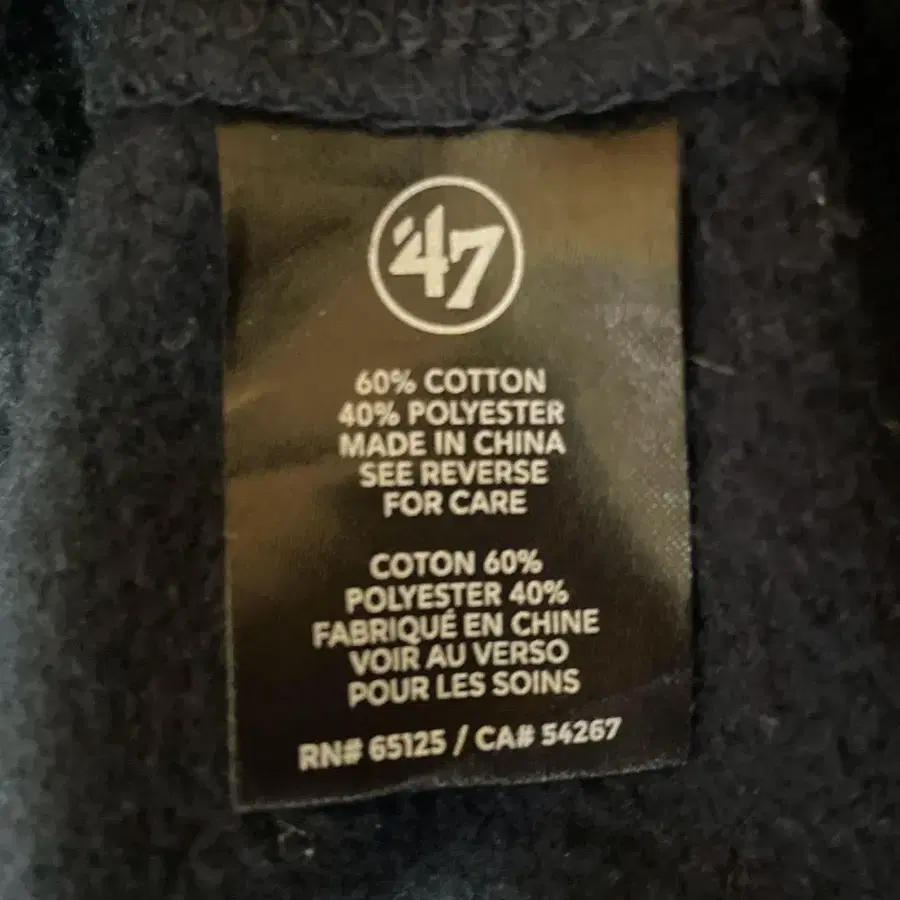 '47
60% COTTON
40% POLYESTER
MADE IN CHINA
SEE REVERSE
FOR CARE
COTON 60%
POLYESTER 40%
FABRIQUÉ EN CHINE
VOIR AU VERSO
POUR LES SOINS
RN# 65125 / CA# 54267